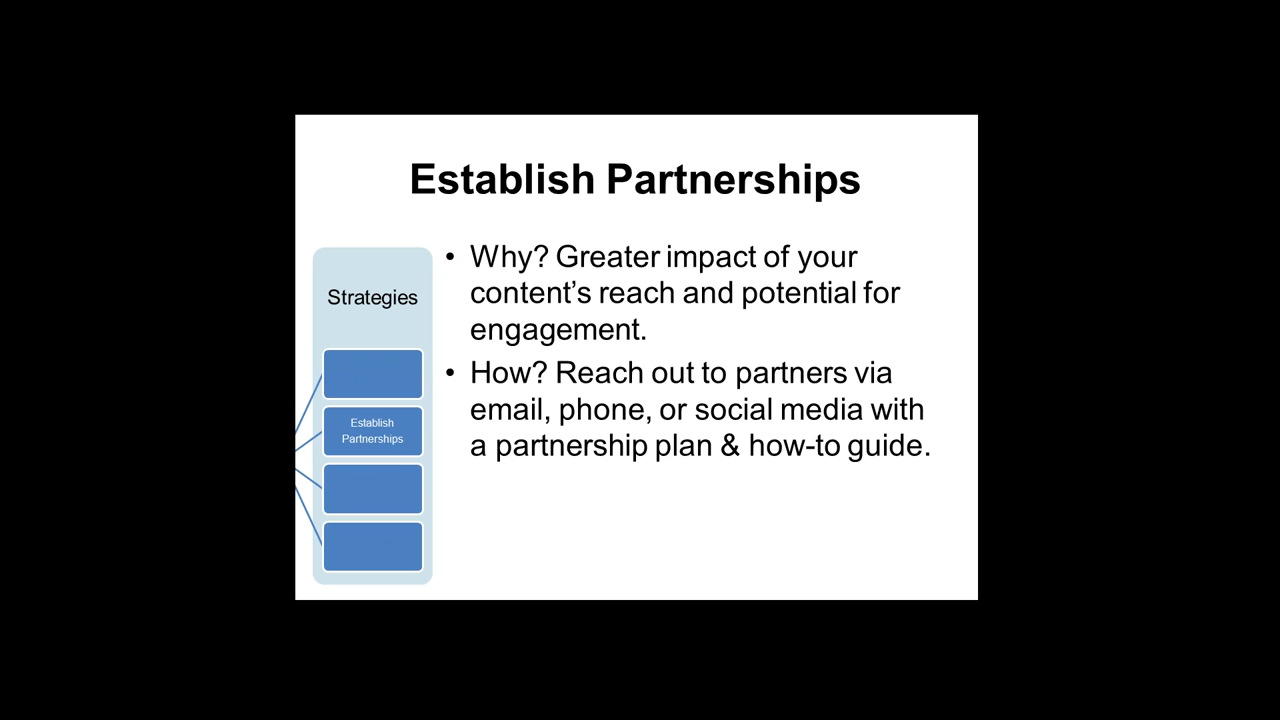 Establish Partnerships
Strategies
Establish
Partnerships
• Why? Greater impact of your
content’s reach and potential for
engagement.
• How? Reach out to partners via
email, phone, or social media with
a partnership plan & how-to guide.